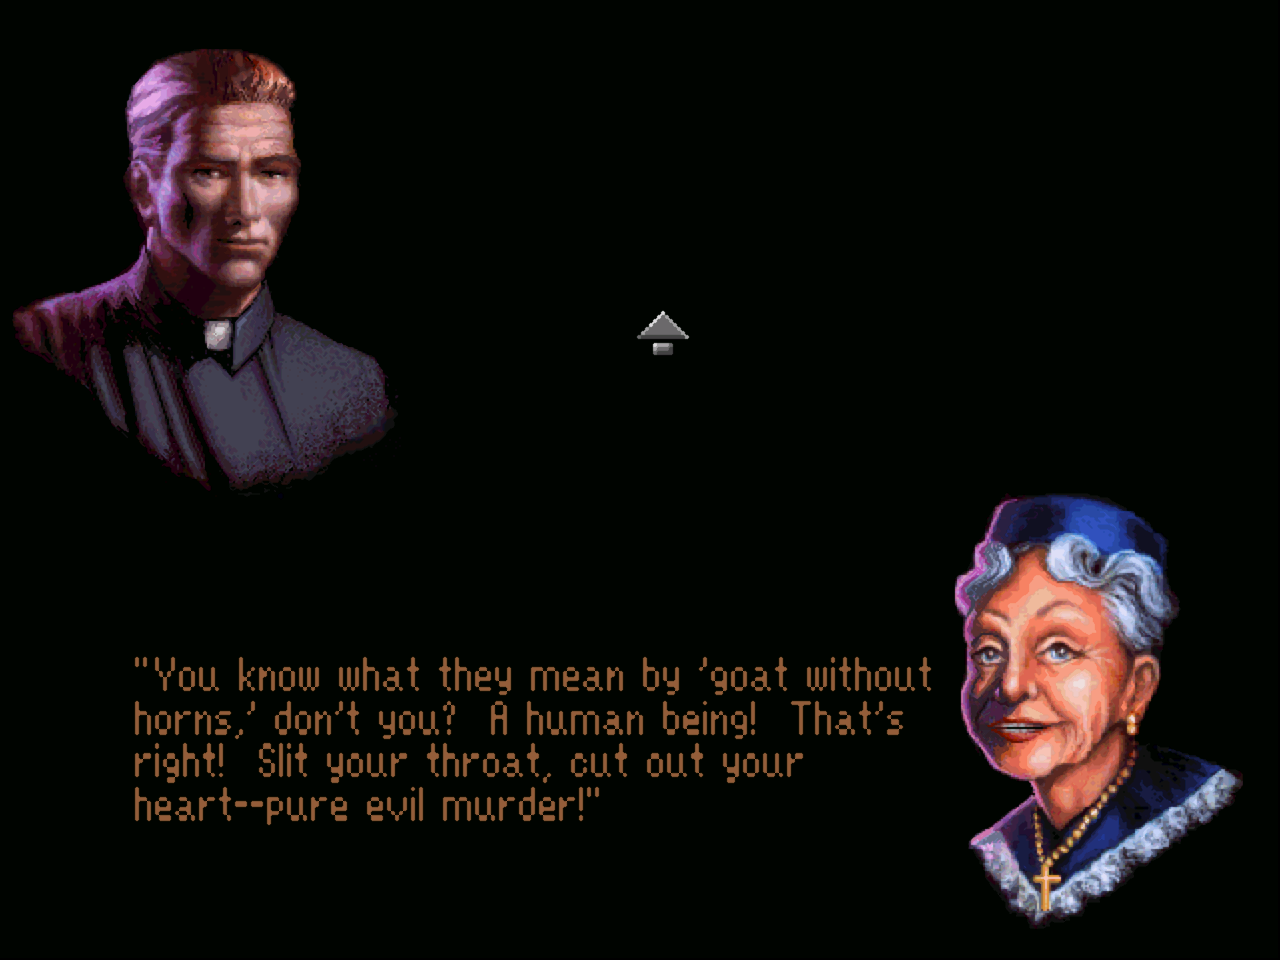 "You know what they mean by 'goat without
horns,' don't you?  A human being!  That's
right!  Slit your throat, cut out your
heart--pure evil murder!"